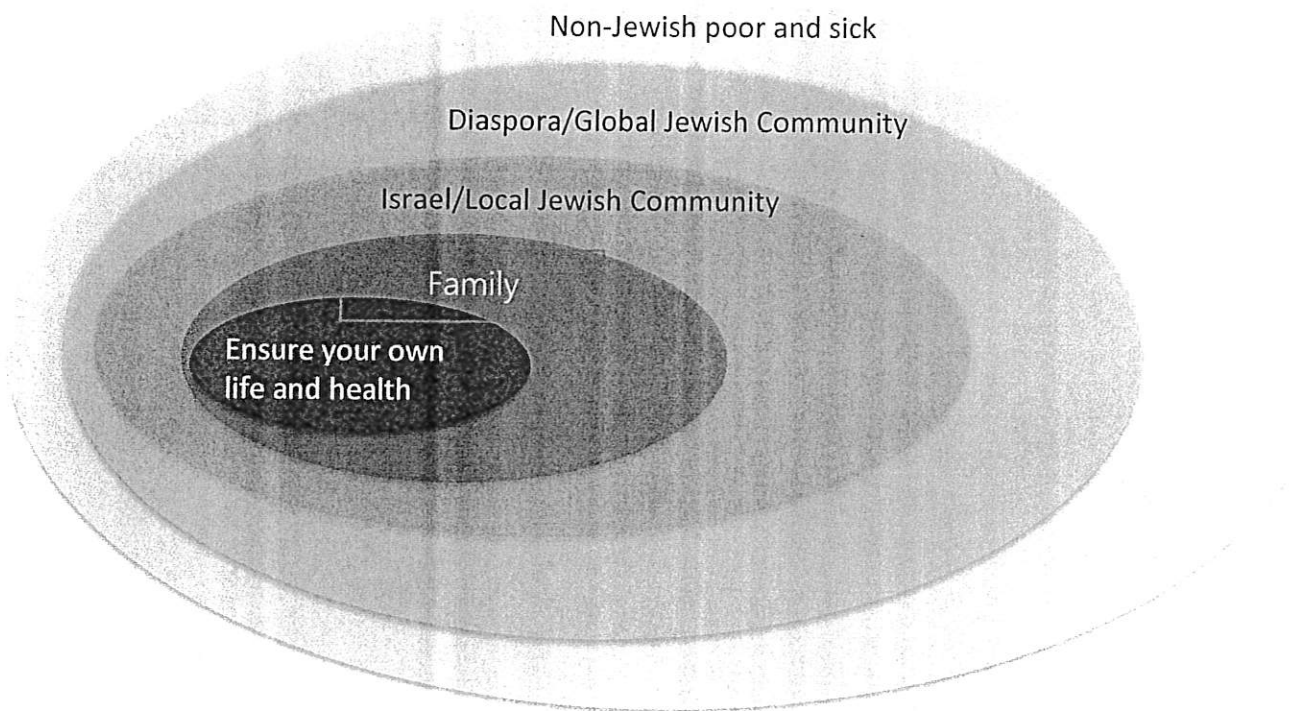 Non-Jewish poor and sick
Diaspora/Global Jewish Community
Israel/Local Jewish Community
Family
Ensure your own
life and health